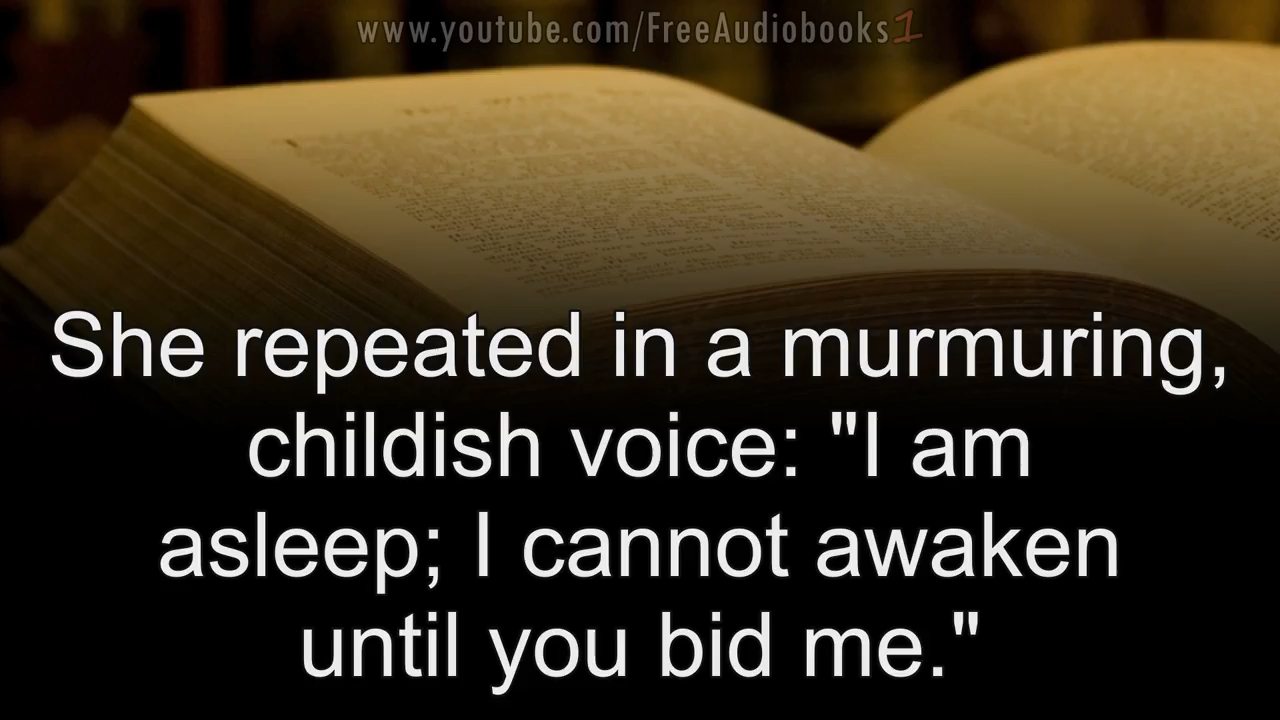 www.youtube.com/FreeAudiobooks1
She repeated in a murmuring,
childish voice: "I am
asleep; I cannot awaken
until you bid me."